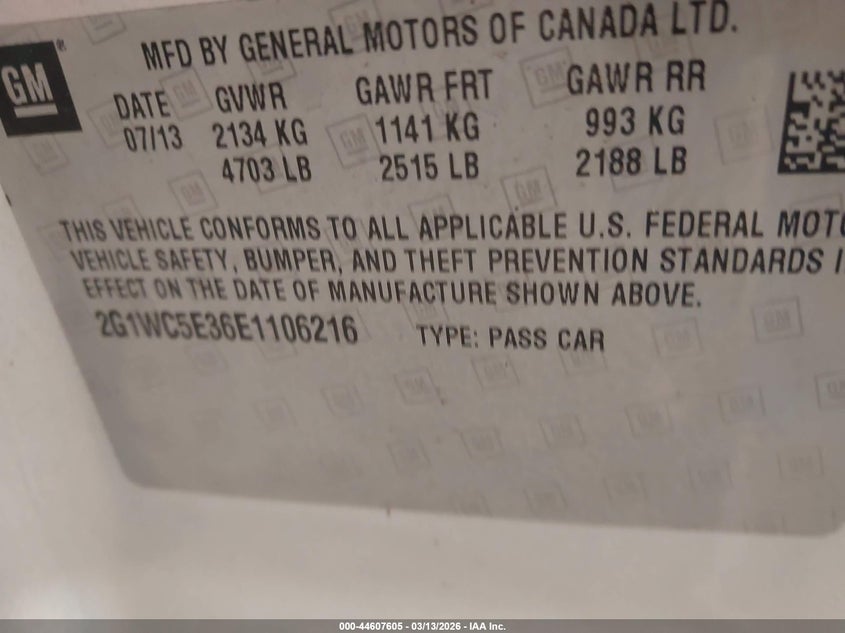 GM
MFD BY GENERAL MOTORS OF CANADA LTD.
DATE GVWR GAWR FRT GAWR RR
07/13 2134 KG 1141 KG 993 KG
4703 LB 2515 LB 2188 LB
THIS VEHICLE CONFORMS TO ALL APPLICABLE U.S. FEDERAL MOTO
VEHICLE SAFETY, BUMPER, AND THEFT PREVENTION STANDARDS I
EFFECT ON THE DATE OF MANUFACTURE SHOWN ABOVE.
2G1WC5E36E1106216 TYPE: PASS CAR
000-44607605 - 03/13/2026 - IAA Inc.